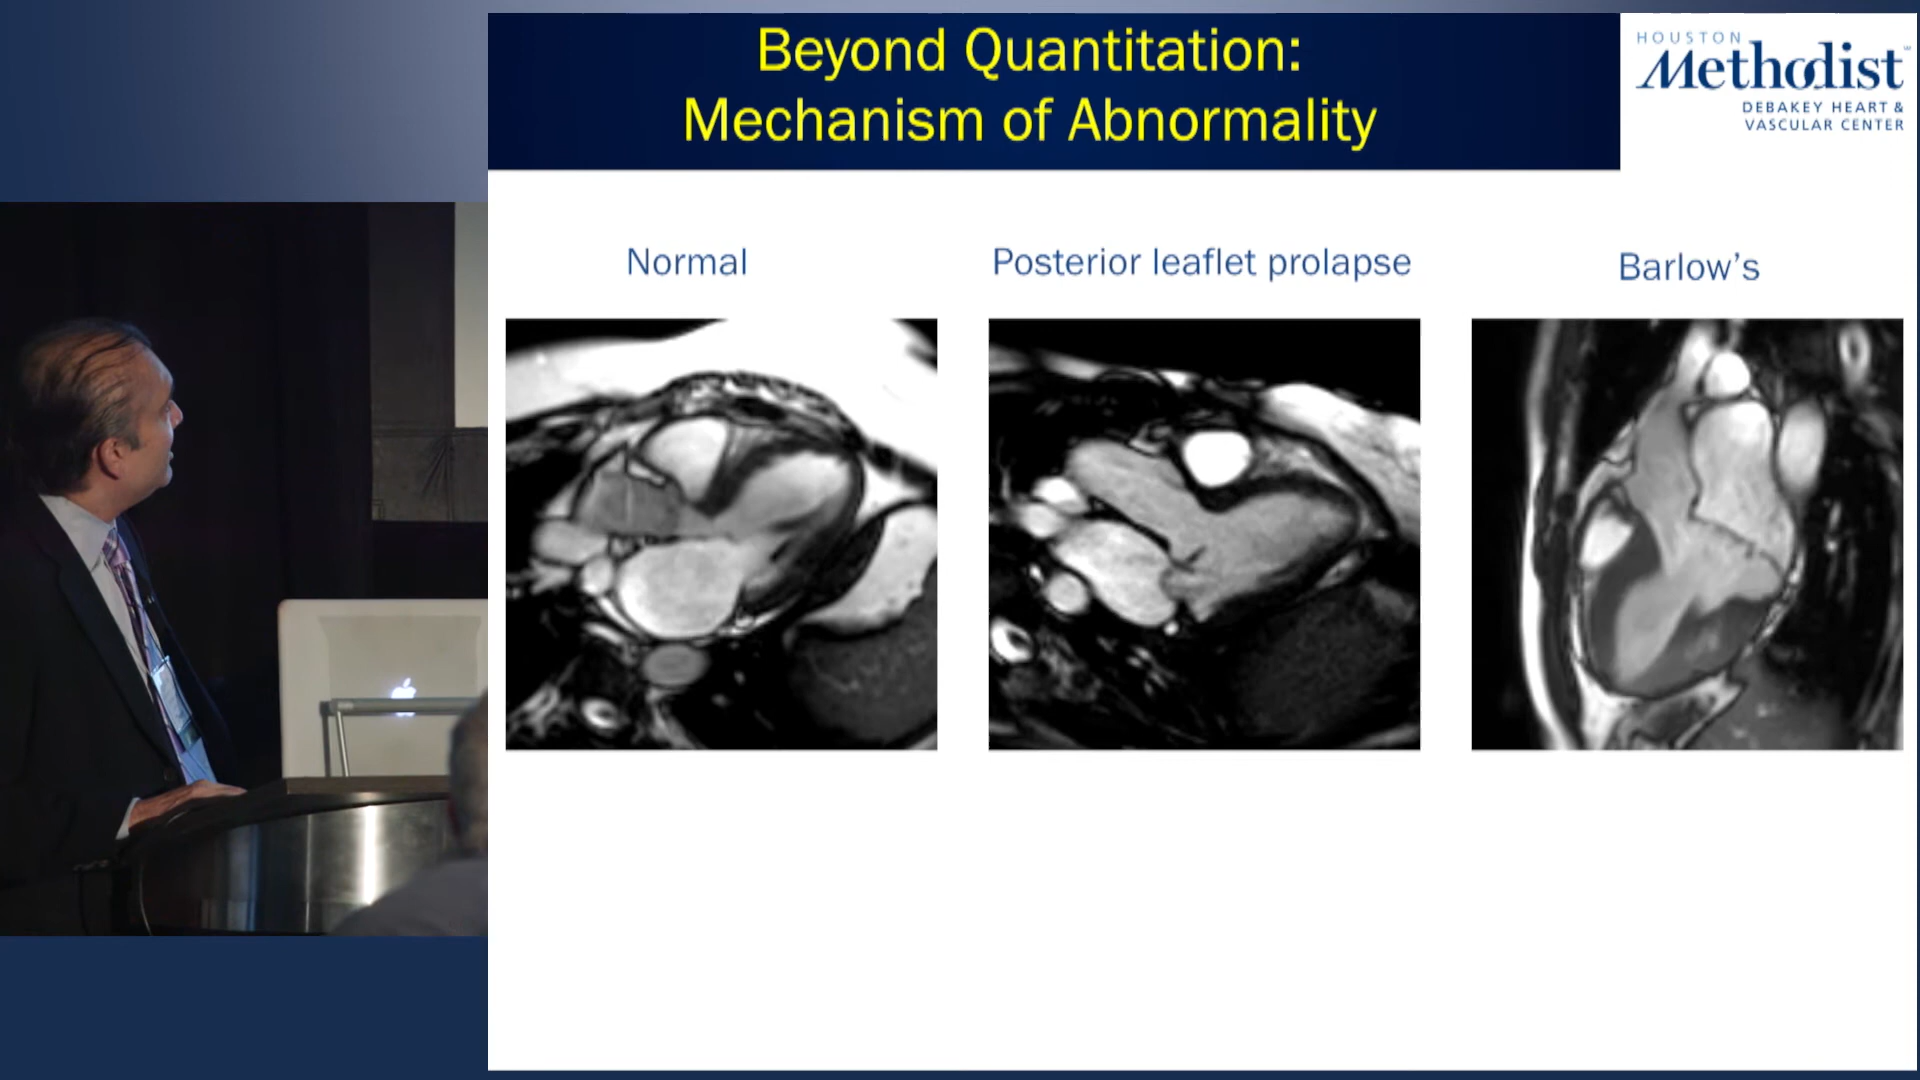 Beyond Quantitation:
Mechanism of Abnormality
HOUSTON
Methodist
DEBAKEY HEART &
VASCULAR CENTER
Normal
Posterior leaflet prolapse
Barlow's